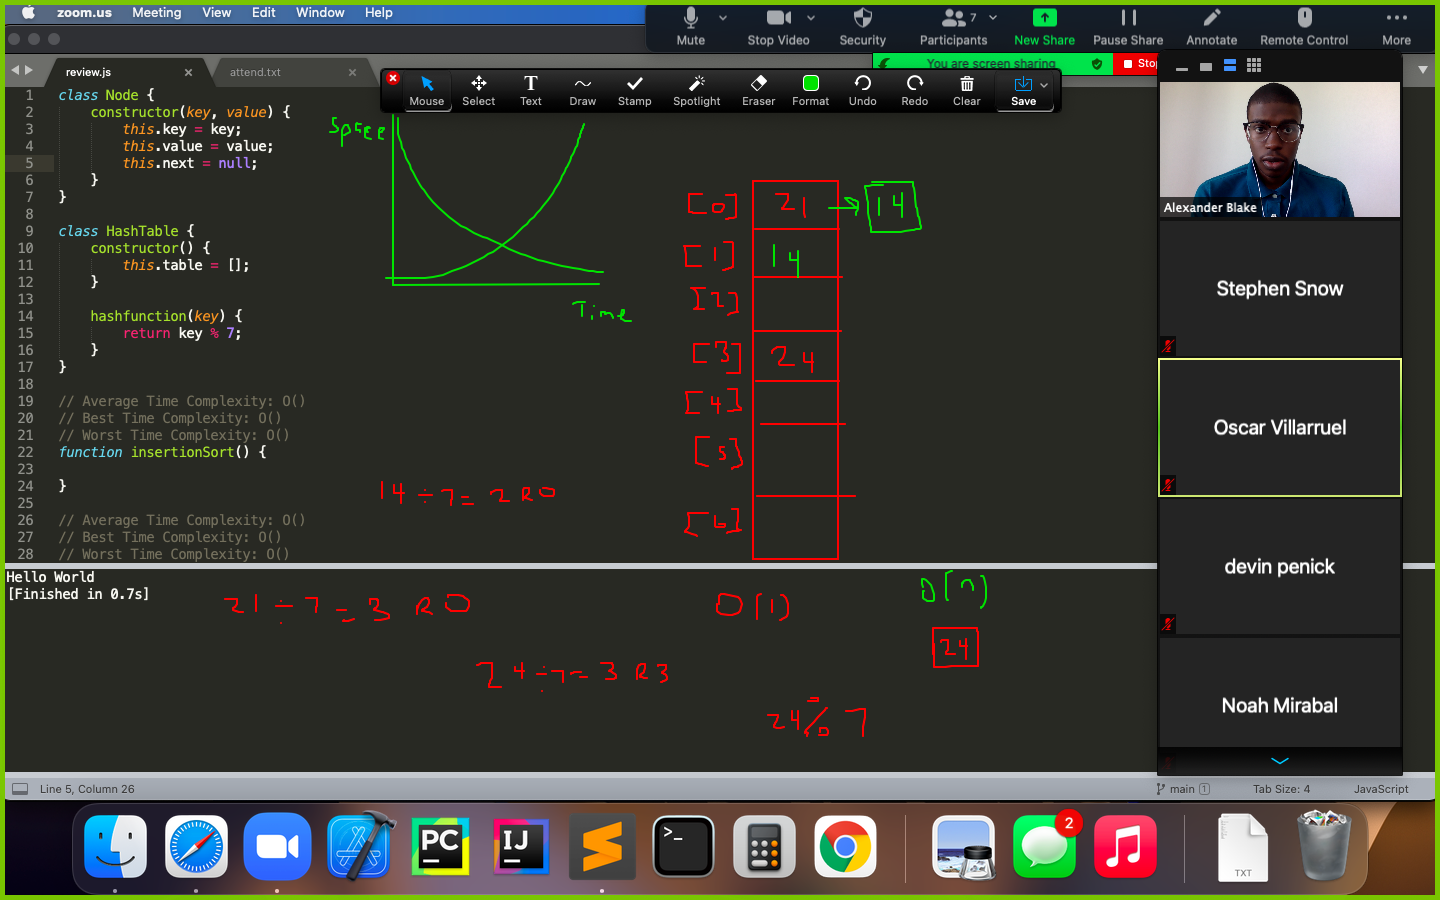 zoom.us Meeting View Edit Window Help
Mute Stop Video Security Participants 7 New Share Pause Share Annotate Remote Control More
You are screen sharing Stop
review.js attend.txt
Mouse Select Text Draw Stamp Spotlight Eraser Format Undo Redo Clear Save
1 class Node {
2 constructor(key, value) {
3 this.key = key;
4 this.value = value;
5 this.next = null;
6 }
7 }
8
9 class HashTable {
10 constructor() {
11 this.table = [];
12 }
13
14 hashfunction(key) {
15 return key % 7;
16 }
17 }
18
19 // Average Time Complexity: O()
20 // Best Time Complexity: O()
21 // Worst Time Complexity: O()
22 function insertionSort() {
23
24 }
25
26 // Average Time Complexity: O()
27 // Best Time Complexity: O()
28 // Worst Time Complexity: O()
Time
[0] 21 → 14
[1] 14
[2]
[3] 24
[4]
[5]
[6]
14 ÷ 7 = 2 R 0
Hello World
[Finished in 0.7s]
21 ÷ 7 = 3 R 0
O(1)
O(n)
24
24 ÷ 7 = 3 R 3
24 % 7
Alexander Blake
Stephen Snow
Oscar Villarruel
devin penick
Noah Mirabal
Line 5, Column 26 main 1 Tab Size: 4 JavaScript
PC IJ >_ 2 TXT